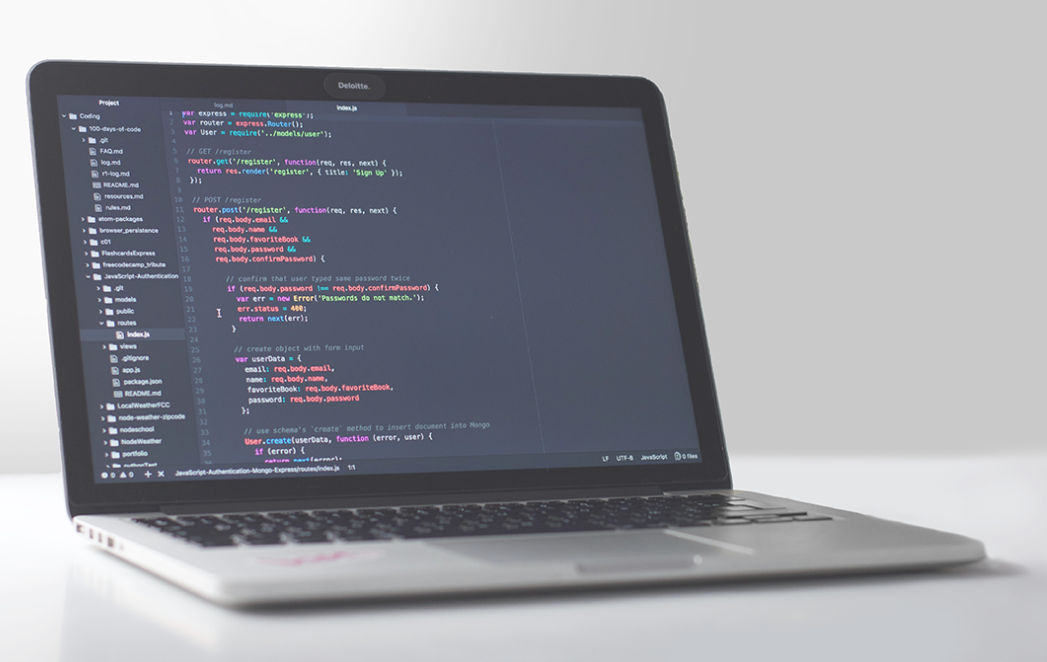 Deloitte.
Project
Coding
100-days-of-code
.git
FAQ.md
log.md
r1-log.md
README.md
resources.md
rules.md
atom-packages
browser_persistence
c01
FlashcardsExpress
freecodecamp_tribute
JavaScript-Authentication
.git
models
public
routes
index.js
views
.gitignore
app.js
package.json
README.md
LocalWeatherFCC
node-weather-zipcode
nodeschool
NodeWeather
portfolio
pythonTest
log.md
index.js
1 var express = require('express');
2 var router = express.Router();
3 var User = require('../models/user');
4
5 // GET /register
6 router.get('/register', function(req, res, next) {
7 return res.render('register', { title: 'Sign Up' });
8 });
9
10 // POST /register
11 router.post('/register', function(req, res, next) {
12 if (req.body.email &&
13 req.body.name &&
14 req.body.favoriteBook &&
15 req.body.password &&
16 req.body.confirmPassword) {
17
18 // confirm that user typed same password twice
19 if (req.body.password !== req.body.confirmPassword) {
20 var err = new Error('Passwords do not match.');
21 err.status = 400;
22 return next(err);
23 }
24
25 // create object with form input
26 var userData = {
27 email: req.body.email,
28 name: req.body.name,
29 favoriteBook: req.body.favoriteBook,
30 password: req.body.password
31 };
32
33 // use schema's `create` method to insert document into Mongo
34 User.create(userData, function (error, user) {
35 if (error) {
36 return next(error);
0 0 + × JavaScript-Authentication-Mongo-Express/routes/index.js 1:1
LF UTF-8 JavaScript 0 files